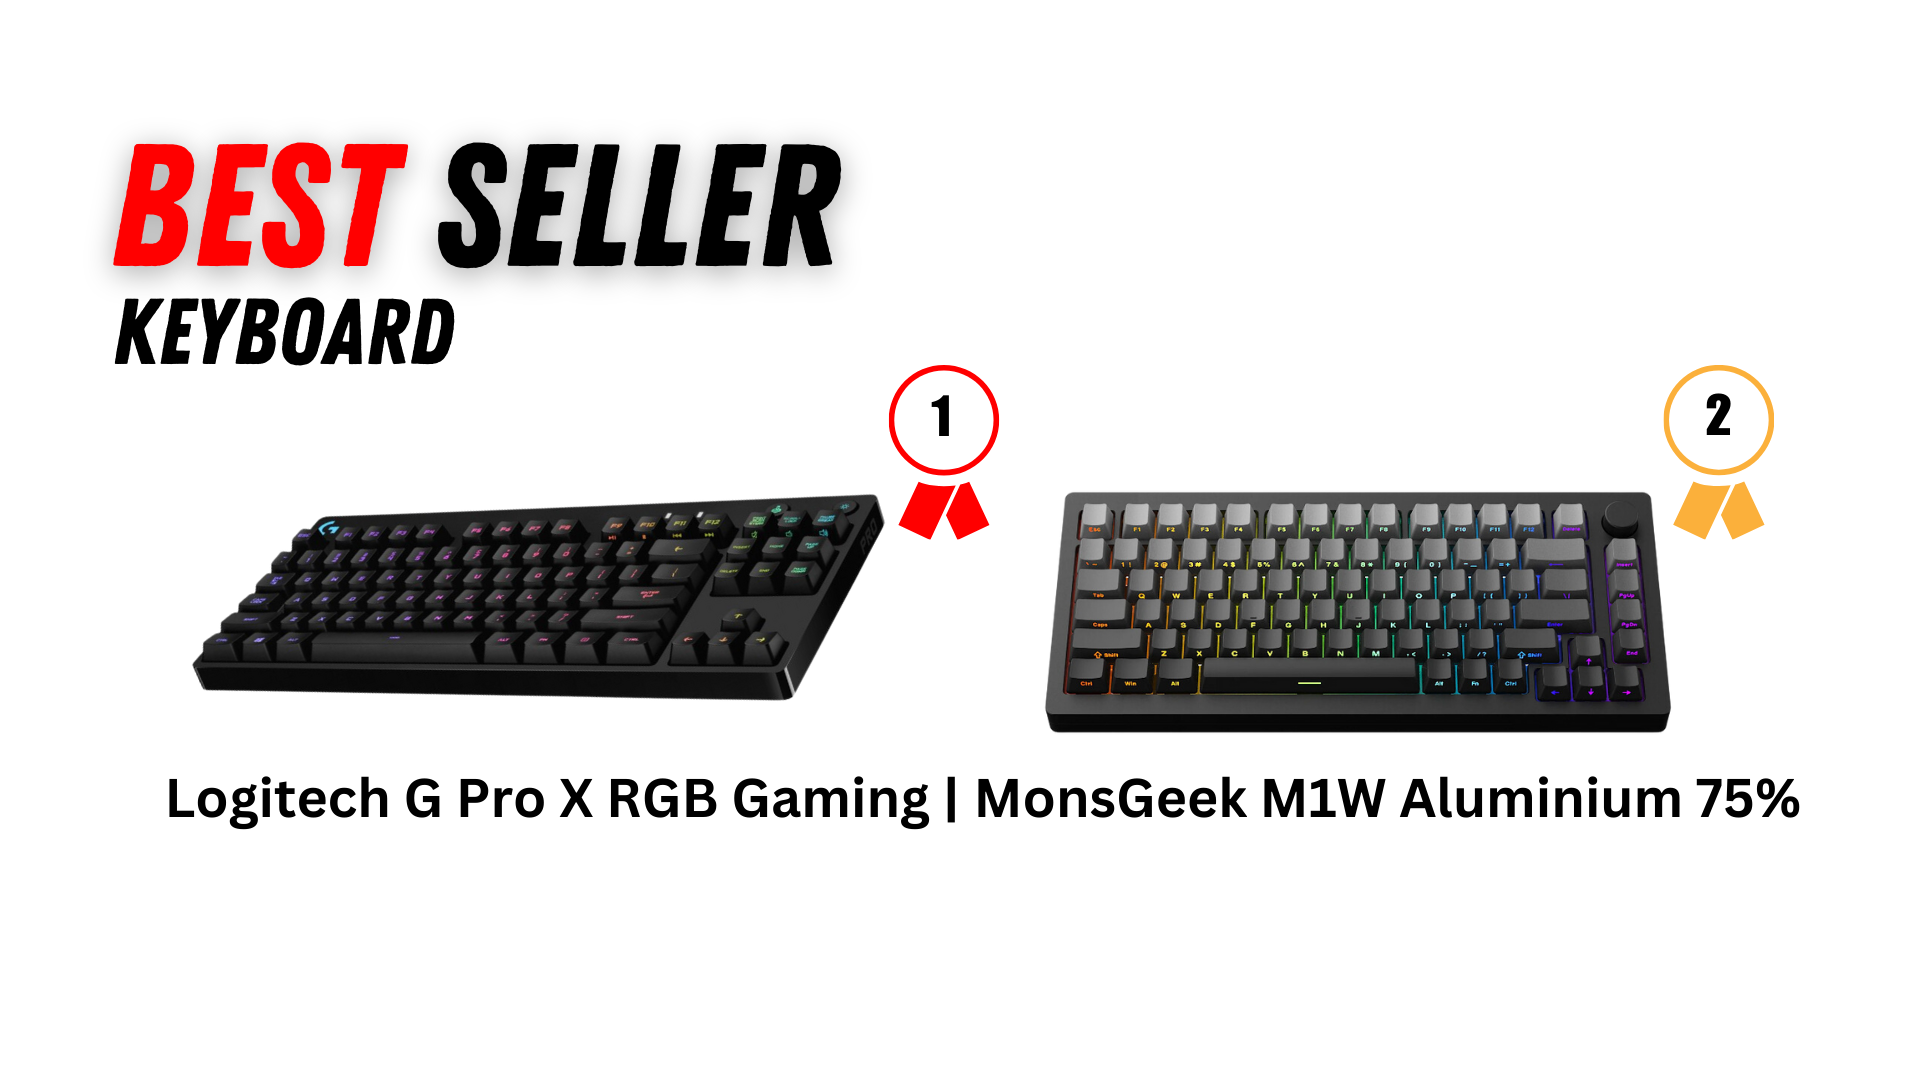 BEST SELLER
KEYBOARD
1
2
Logitech G Pro X RGB Gaming | MonsGeek M1W Aluminium 75%